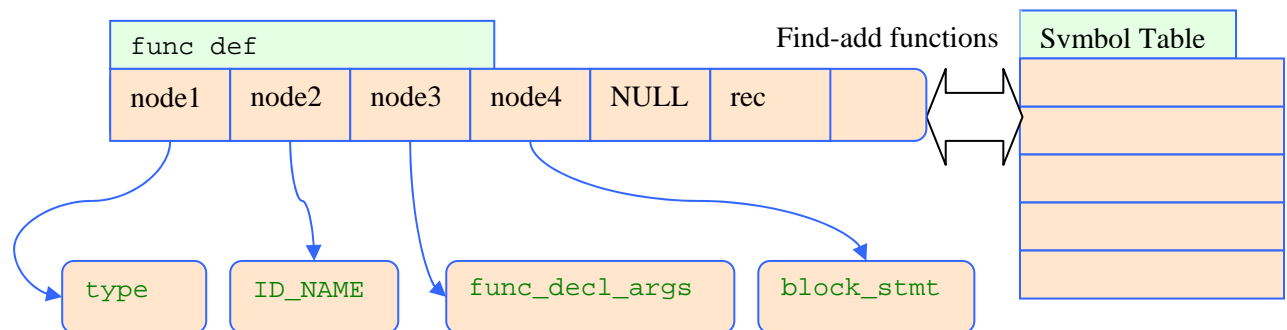 func def
Find-add functions
Svmbol Table
node1 node2 node3 node4 NULL rec
type ID_NAME func_decl_args block_stmt